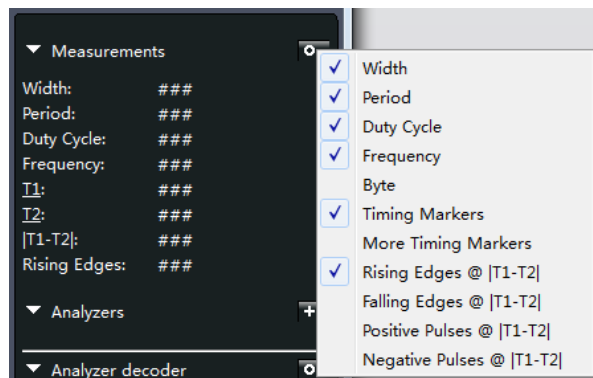 Measurements
Width: ###
Period: ###
Duty Cycle: ###
Frequency: ###
T1: ###
T2: ###
|T1-T2|: ###
Rising Edges: ###
Analyzers
Analyzer decoder
Width
Period
Duty Cycle
Frequency
Byte
Timing Markers
More Timing Markers
Rising Edges @ |T1-T2|
Falling Edges @ |T1-T2|
Positive Pulses @ |T1-T2|
Negative Pulses @ |T1-T2|